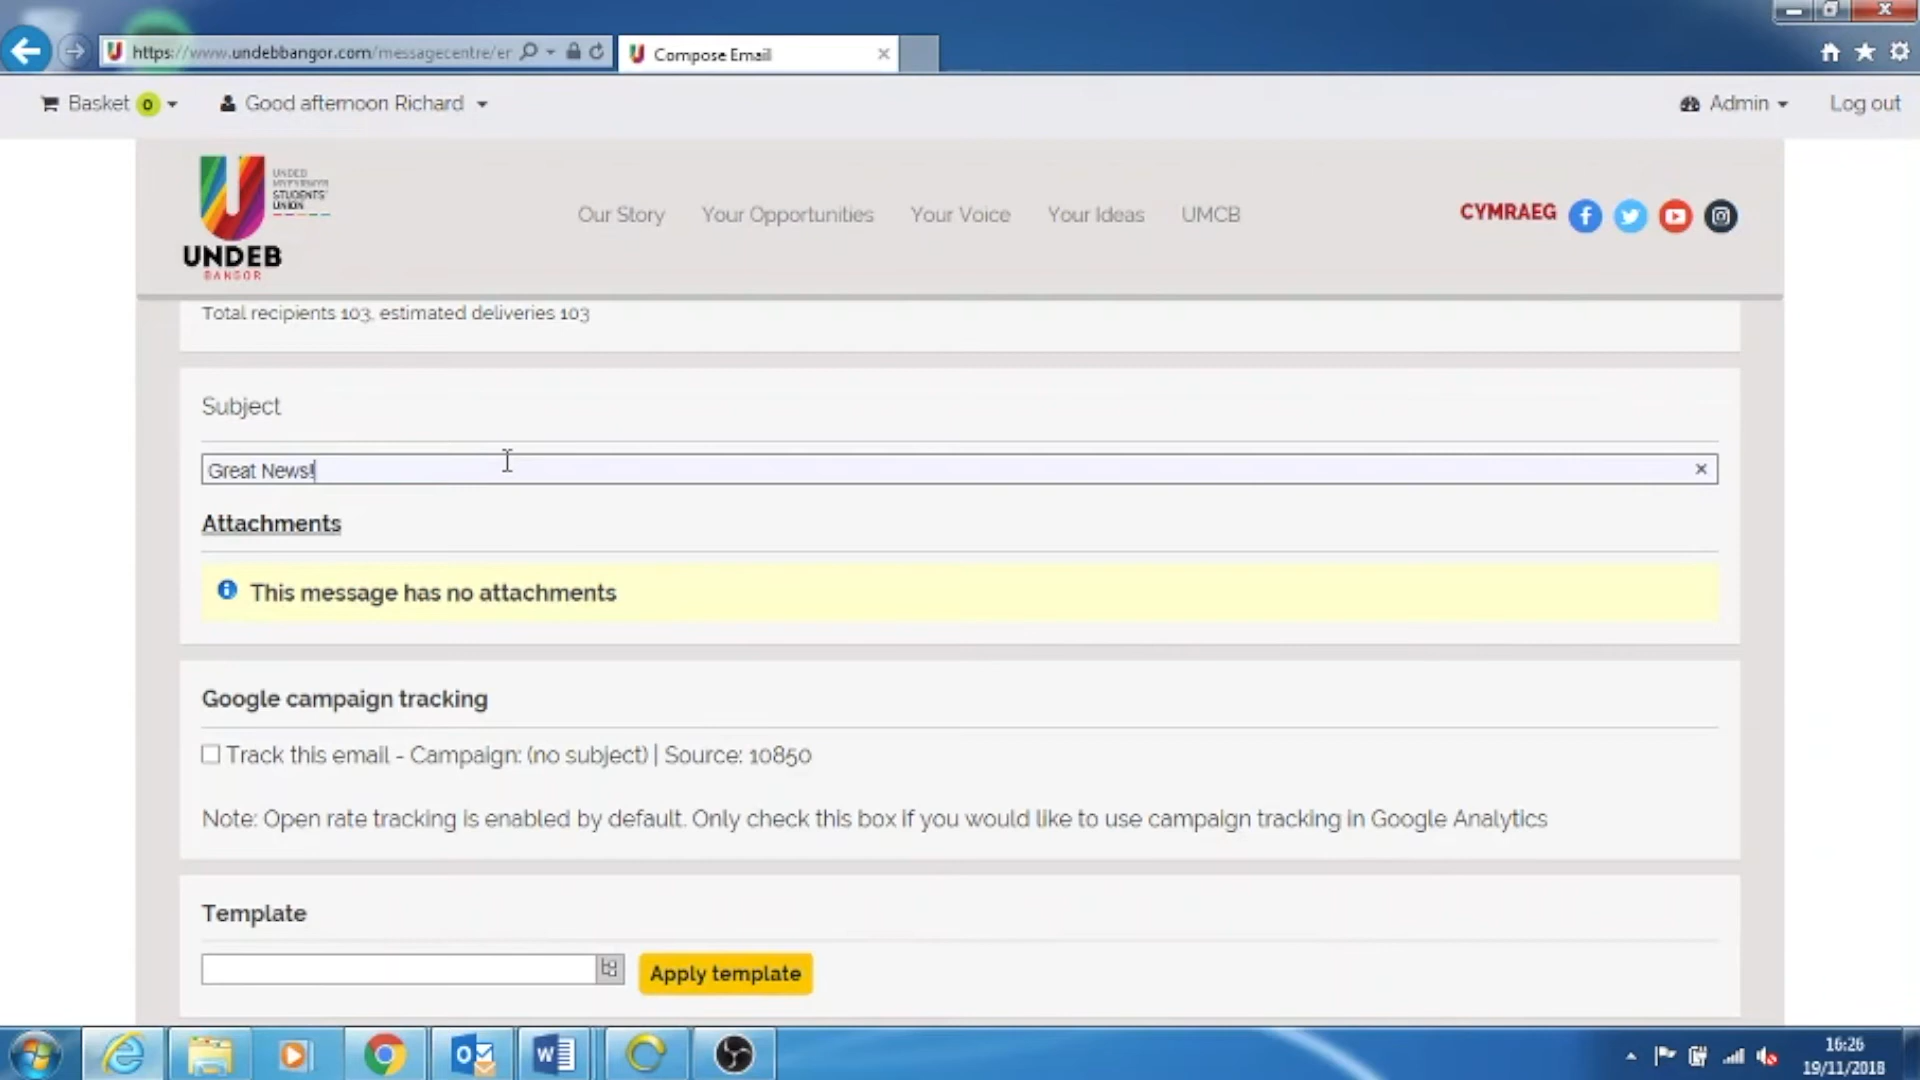 https://www.undebbangor.com/messagecentre/er
Compose Email
Basket 0
Good afternoon Richard
Admin
Log out
UNDEB
STUDENTS'
UNION
UNDEB
BANGOR
Our Story
Your Opportunities
Your Voice
Your Ideas
UMCB
CYMRAEG
Total recipients 103, estimated deliveries 103
Subject
Great News!
Attachments
This message has no attachments
Google campaign tracking
Track this email - Campaign: (no subject) | Source: 10850
Note: Open rate tracking is enabled by default. Only check this box if you would like to use campaign tracking in Google Analytics
Template
Apply template
16:26
19/11/2018